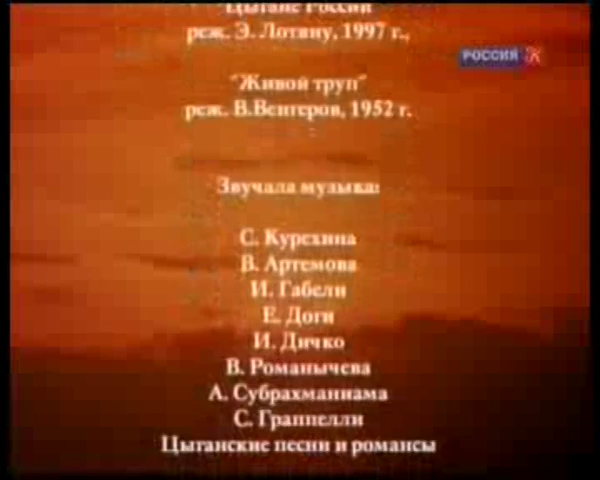 Цыгане России
реж. Э. Лотяну, 1997 г.,
РОССИЯ К
"Живой труп"
реж. В.Венгеров, 1952 г.
Звучала музыка:
С. Курехина
В. Артемова
И. Габели
Е. Доги
И. Дичко
В. Романычева
А. Субрахманиама
С. Граппелли
Цыганские песни и романсы